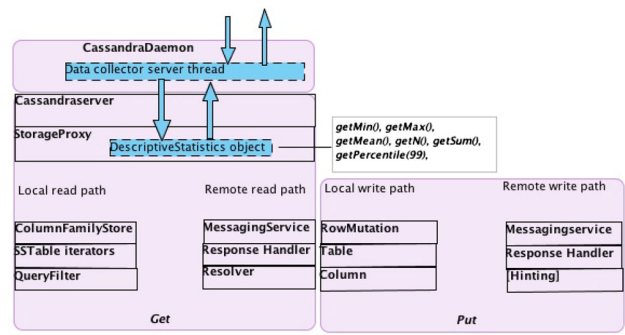 CassandraDaemon
Data collector server thread
Cassandraserver
StorageProxy
DescriptiveStatistics object
getMin(), getMax(),
getMean(), getN(), getSum(),
getPercentile(99),
Local read path
Remote read path
Local write path
Remote write path
ColumnFamilyStore
SSTable iterators
QueryFilter
MessagingService
Response Handler
Resolver
RowMutation
Table
Column
Messagingservice
Response Handler
[Hinting]
Get
Put